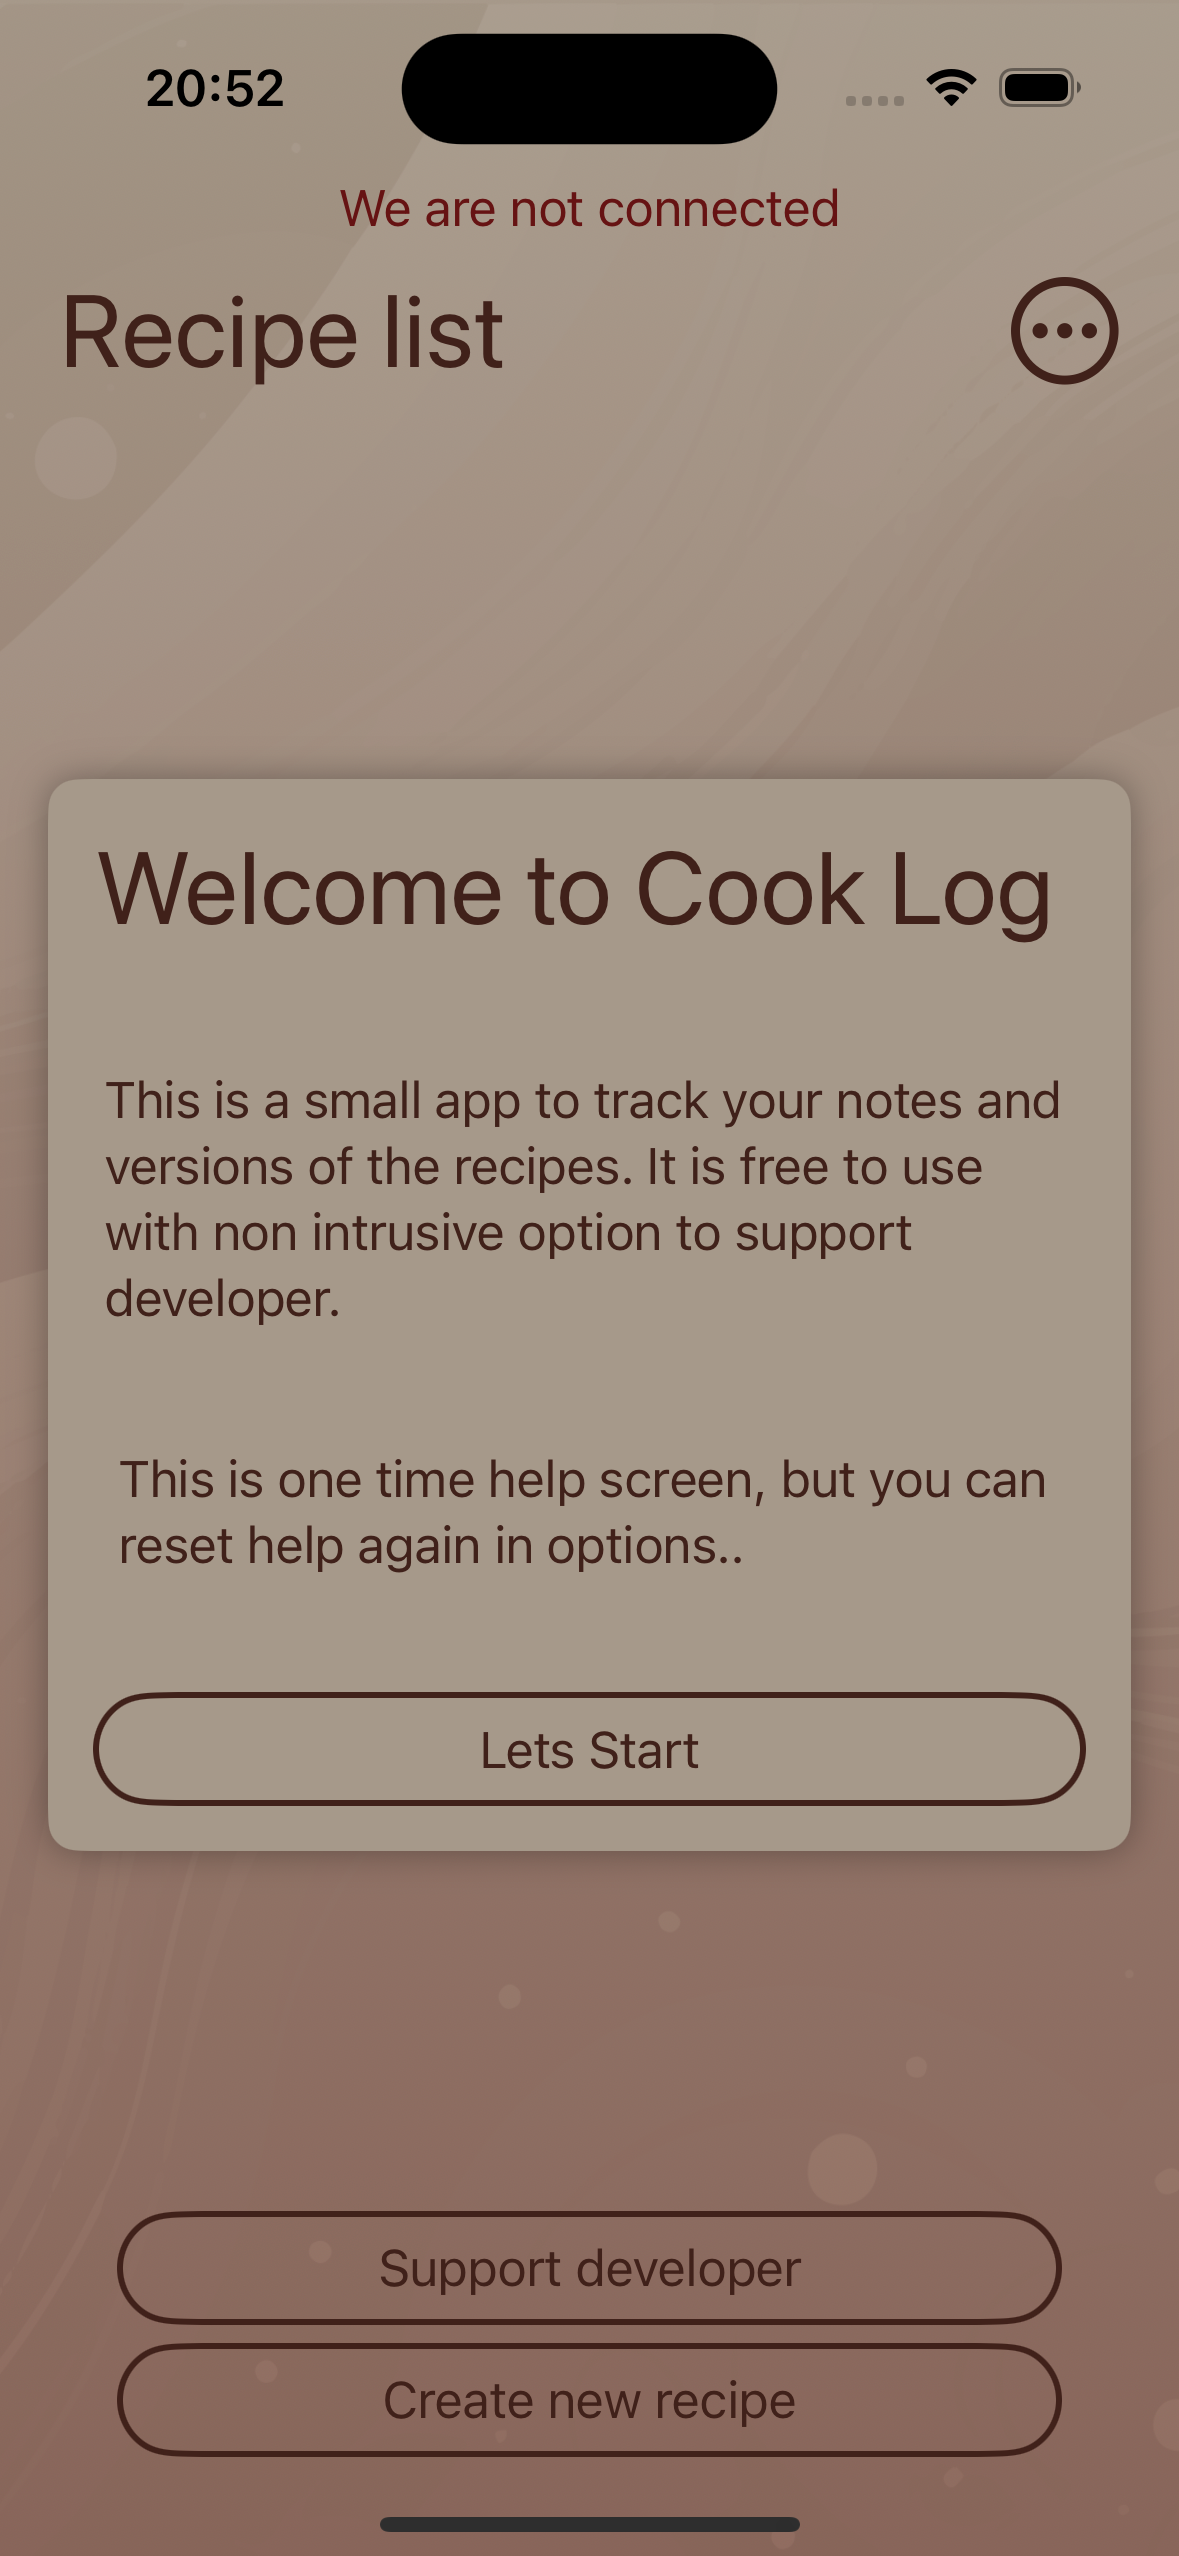 20:52
We are not connected
Recipe list
Welcome to Cook Log
This is a small app to track your notes and
versions of the recipes. It is free to use
with non intrusive option to support
developer.
This is one time help screen, but you can
reset help again in options..
Lets Start
Support developer
Create new recipe